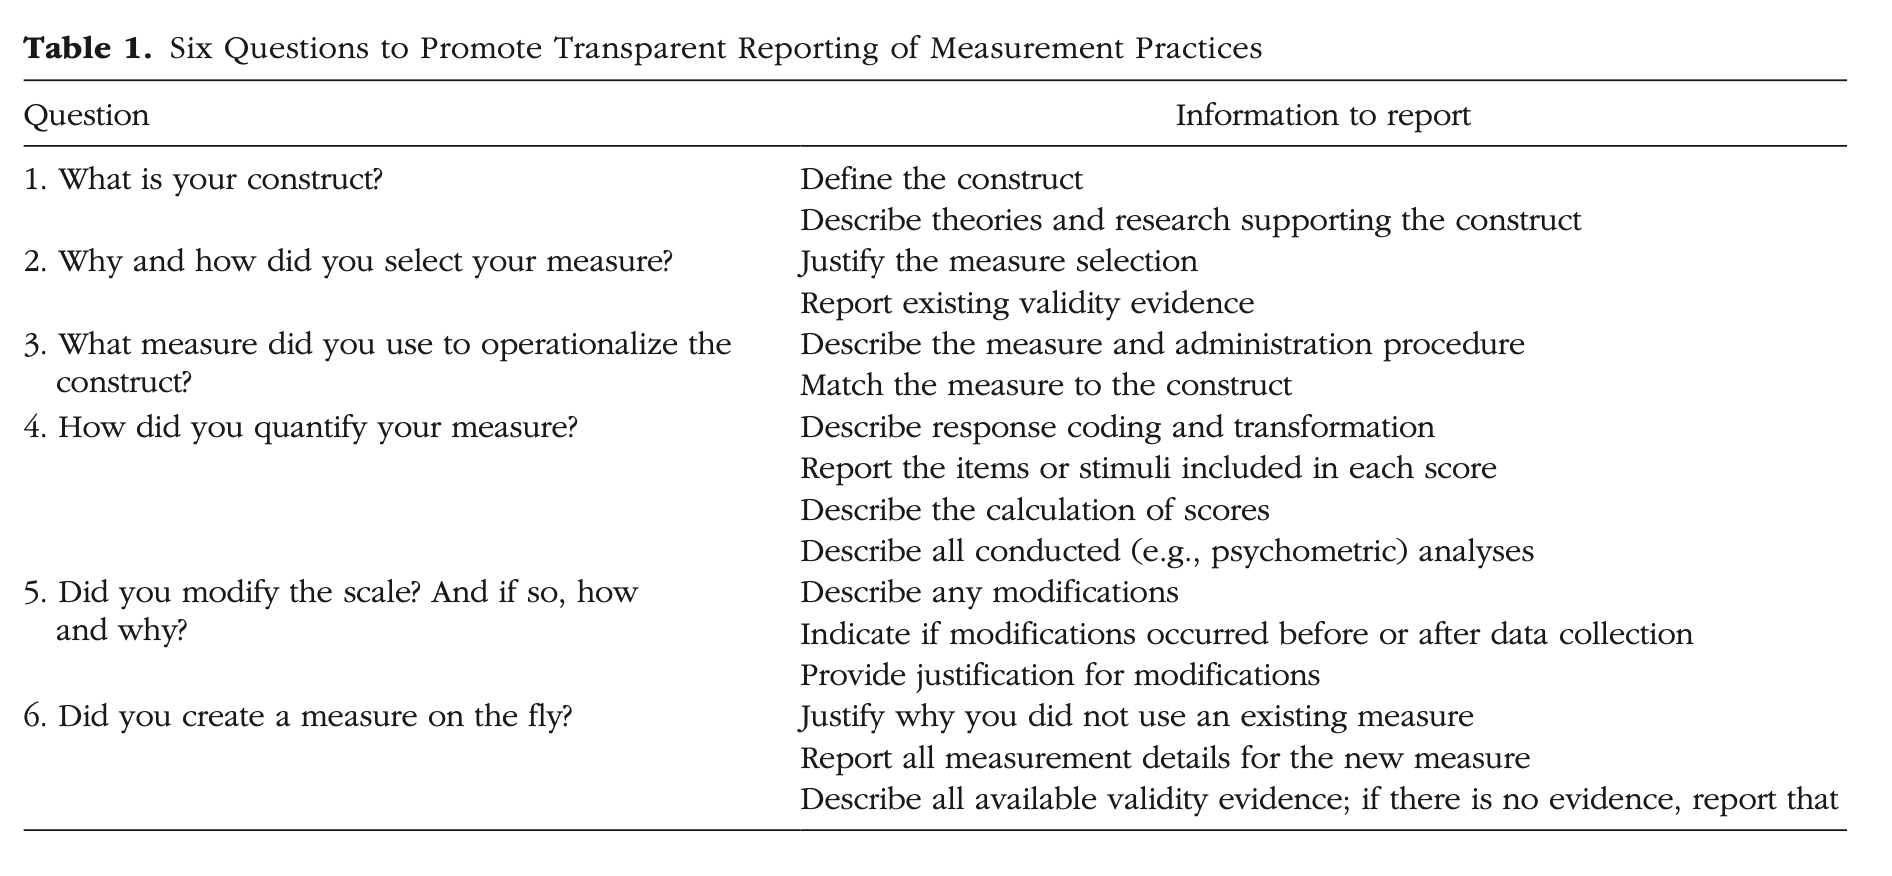 Table 1. Six Questions to Promote Transparent Reporting of Measurement Practices
Question Information to report
1. What is your construct? Define the construct
Describe theories and research supporting the construct
2. Why and how did you select your measure? Justify the measure selection
Report existing validity evidence
3. What measure did you use to operationalize the Describe the measure and administration procedure
construct? Match the measure to the construct
4. How did you quantify your measure? Describe response coding and transformation
Report the items or stimuli included in each score
Describe the calculation of scores
Describe all conducted (e.g., psychometric) analyses
5. Did you modify the scale? And if so, how Describe any modifications
and why? Indicate if modifications occurred before or after data collection
Provide justification for modifications
6. Did you create a measure on the fly? Justify why you did not use an existing measure
Report all measurement details for the new measure
Describe all available validity evidence; if there is no evidence, report that